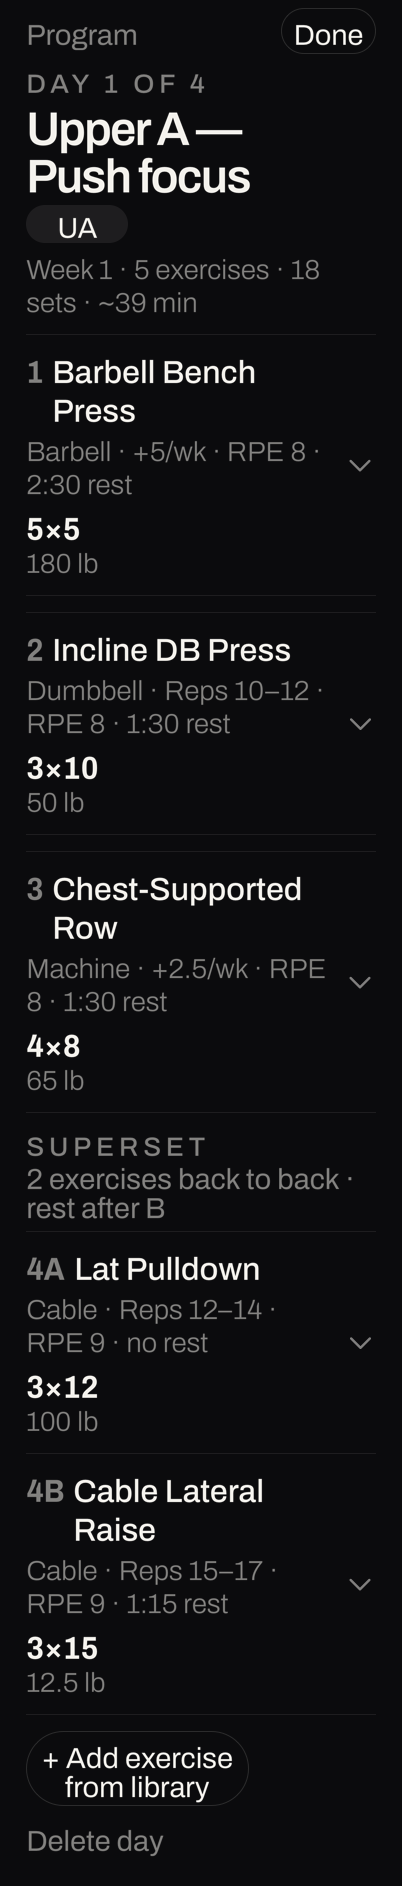 Program
Done
DAY 1 OF 4
Upper A —
Push focus
UA
Week 1 · 5 exercises · 18
sets · ~39 min
1 Barbell Bench
Press
Barbell · +5/wk · RPE 8 ·
2:30 rest
5×5
180 lb
2 Incline DB Press
Dumbbell · Reps 10–12 ·
RPE 8 · 1:30 rest
3×10
50 lb
3 Chest-Supported
Row
Machine · +2.5/wk · RPE
8 · 1:30 rest
4×8
65 lb
SUPERSET
2 exercises back to back ·
rest after B
4A Lat Pulldown
Cable · Reps 12–14 ·
RPE 9 · no rest
3×12
100 lb
4B Cable Lateral
Raise
Cable · Reps 15–17 ·
RPE 9 · 1:15 rest
3×15
12.5 lb
+ Add exercise
from library
Delete day